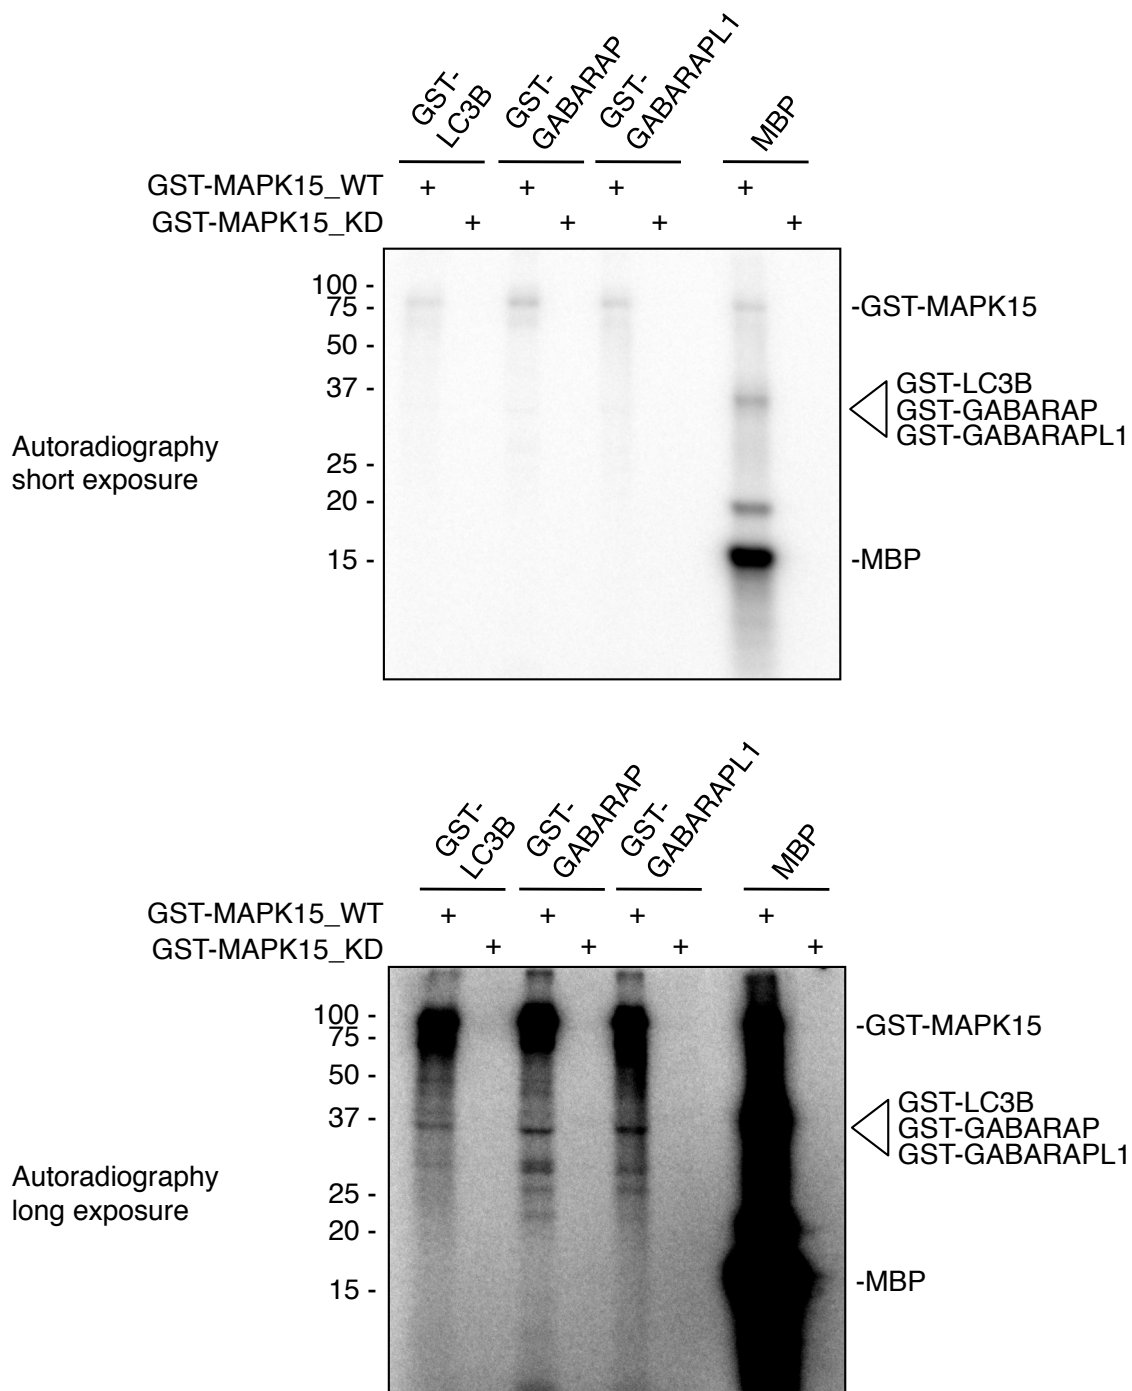 GST-
LC3B
GST-
GABARAP
GST-
GABARAPL1
MBP
GST-MAPK15_WT + + + +
GST-MAPK15_KD + + + +
100 -
75 -
50 -
37 -
25 -
20 -
15 -
-GST-MAPK15
GST-LC3B
GST-GABARAP
GST-GABARAPL1
-MBP
Autoradiography
short exposure
GST-
LC3B
GST-
GABARAP
GST-
GABARAPL1
MBP
GST-MAPK15_WT + + + +
GST-MAPK15_KD + + + +
100 -
75 -
50 -
37 -
25 -
20 -
15 -
-GST-MAPK15
GST-LC3B
GST-GABARAP
GST-GABARAPL1
-MBP
Autoradiography
long exposure